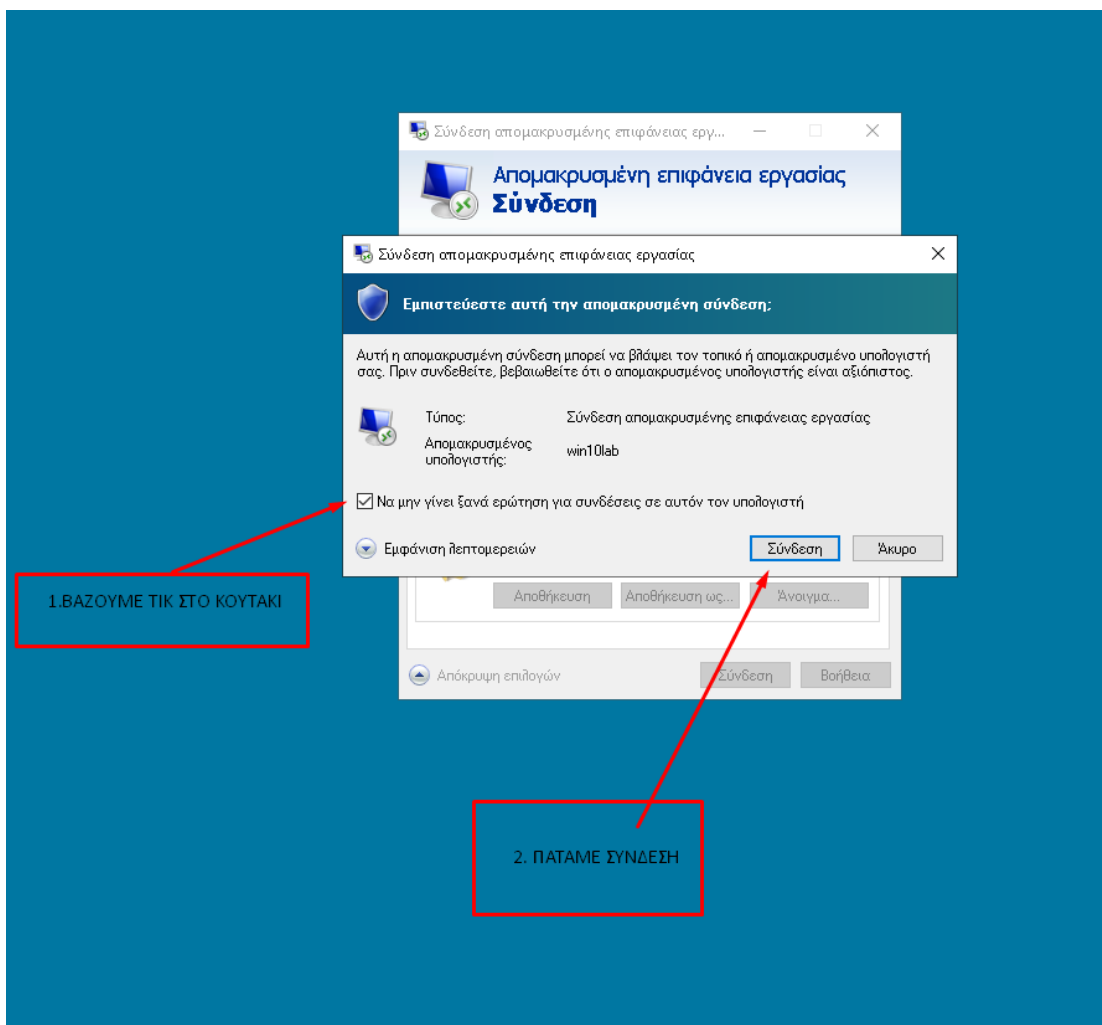 Σύνδεση απομακρυσμένης επιφάνειας εργ...
Απομακρυσμένη επιφάνεια εργασίας
Σύνδεση
Σύνδεση απομακρυσμένης επιφάνειας εργασίας
Εμπιστεύεστε αυτή την απομακρυσμένη σύνδεση;
Αυτή η απομακρυσμένη σύνδεση μπορεί να βλάψει τον τοπικό ή απομακρυσμένο υπολογιστή
σας. Πριν συνδεθείτε, βεβαιωθείτε ότι ο απομακρυσμένος υπολογιστής είναι αξιόπιστος.
Τύπος: Σύνδεση απομακρυσμένης επιφάνειας εργασίας
Απομακρυσμένος
υπολογιστής: win10lab
Να μην γίνει ξανά ερώτηση για συνδέσεις σε αυτόν τον υπολογιστή
Εμφάνιση λεπτομερειών Σύνδεση Άκυρο
1.ΒΑΖΟΥΜΕ ΤΙΚ ΣΤΟ ΚΟΥΤΑΚΙ
Αποθήκευση Αποθήκευση ως... Άνοιγμα...
Απόκρυψη επιλογών Σύνδεση Βοήθεια
2. ΠΑΤΑΜΕ ΣΥΝΔΕΣΗ